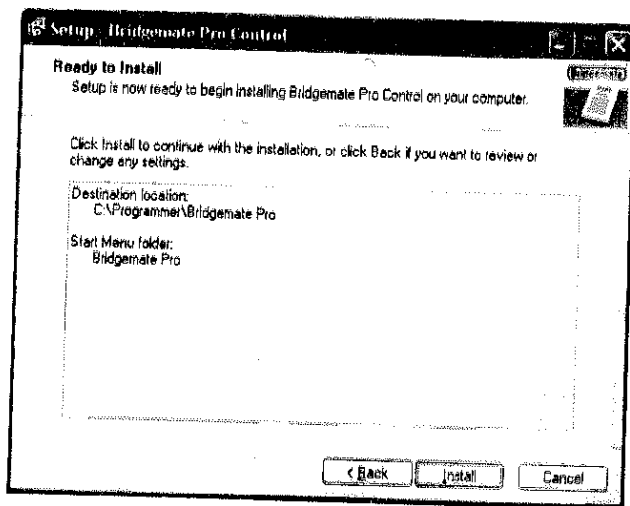 Setup - Bridgemate Pro Control
Ready to Install
Setup is now ready to begin installing Bridgemate Pro Control on your computer.
Click Install to continue with the installation, or click Back if you want to review or
change any settings.
Destination location:
C:\Programmer\Bridgemate Pro
Start Menu folder:
Bridgemate Pro
< Back
Install
Cancel